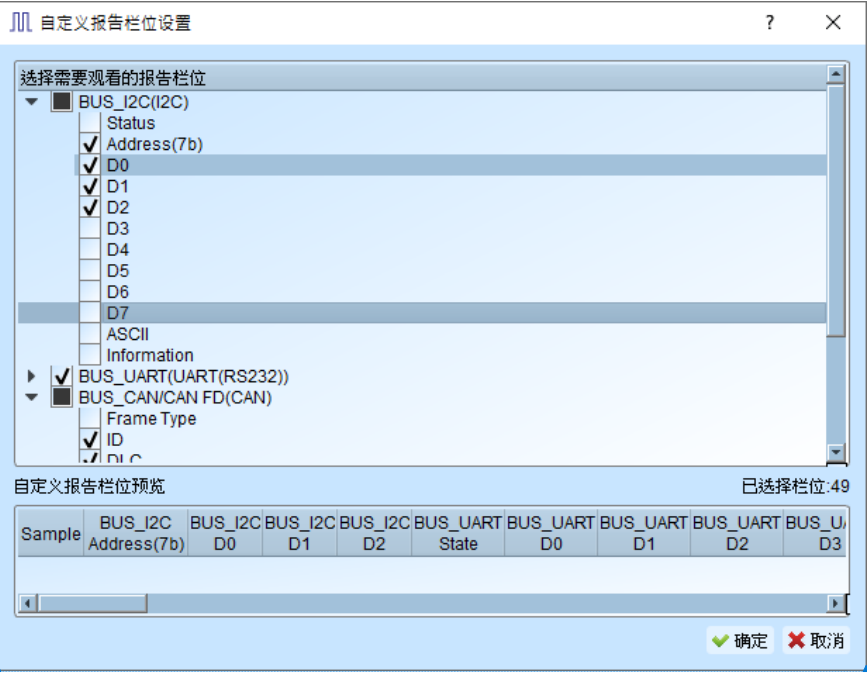 自定义报告栏位设置
?
选择需要观看的报告栏位
BUS_I2C(I2C)
Status
Address(7b)
D0
D1
D2
D3
D4
D5
D6
D7
ASCII
Information
BUS_UART(UART(RS232))
BUS_CAN/CAN FD(CAN)
Frame Type
ID
DLC
自定义报告栏位预览 已选择栏位:49
BUS_I2C BUS_I2C BUS_I2C BUS_I2C BUS_UART BUS_UART BUS_UART BUS_UART BUS_U
Sample
Address(7b) D0 D1 D2 State D0 D1 D2 D3
确定 取消